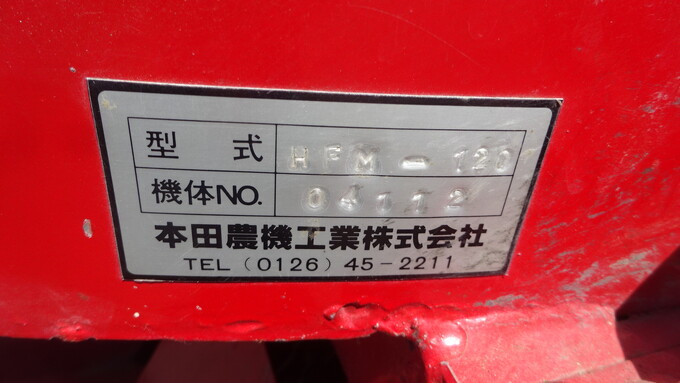 型 式 HFM-120
機体NO. 04112
本田農機工業株式会社
TEL (0126) 45-2211